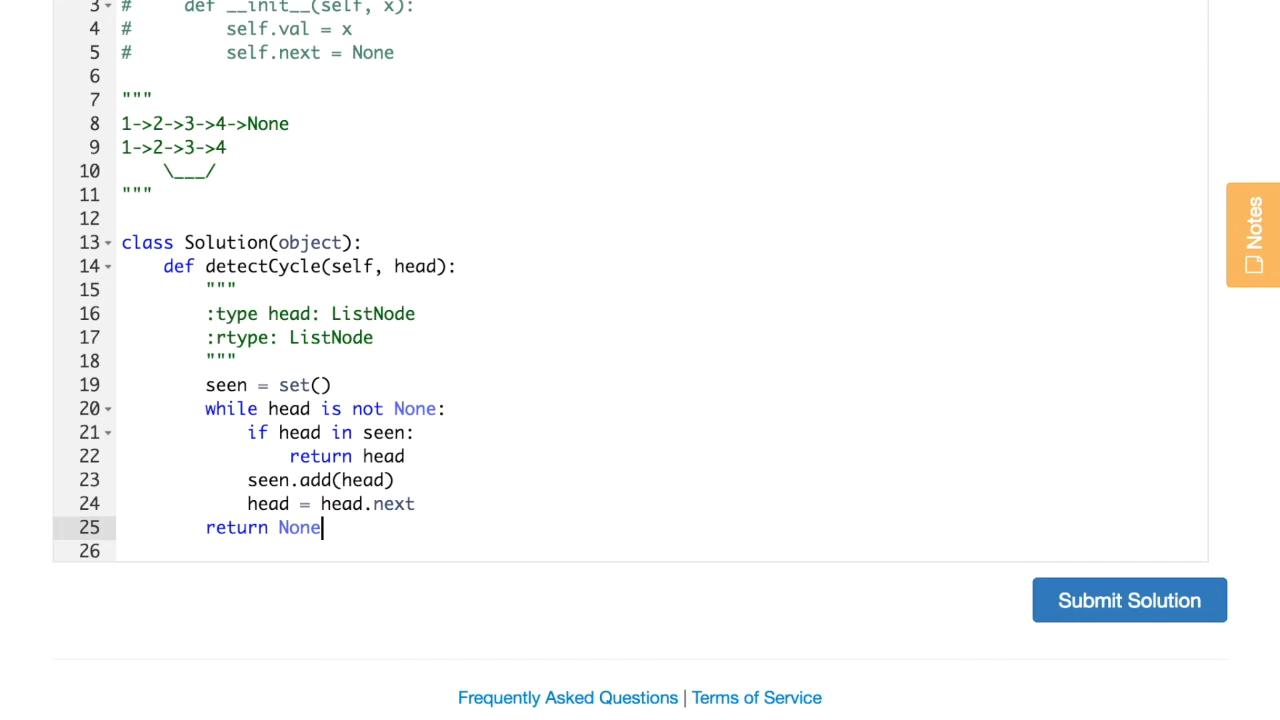 3 #     def __init__(self, x):
4 #         self.val = x
5 #         self.next = None
6
7 """
8 1->2->3->4->None
9 1->2->3->4
10     \___/
11 """
12
13 class Solution(object):
14     def detectCycle(self, head):
15         """
16         :type head: ListNode
17         :rtype: ListNode
18         """
19         seen = set()
20         while head is not None:
21             if head in seen:
22                 return head
23             seen.add(head)
24             head = head.next
25         return None
26
Notes
Submit Solution
Frequently Asked Questions | Terms of Service